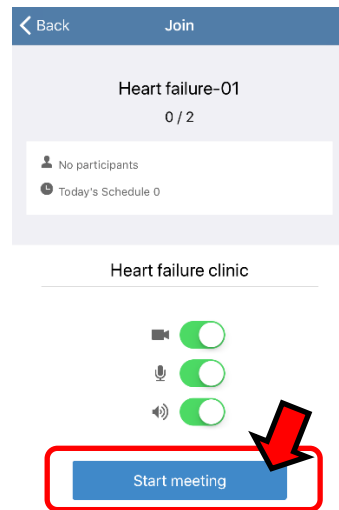 Back Join
Heart failure-01
0 / 2
No participants
Today's Schedule 0
Heart failure clinic
Start meeting